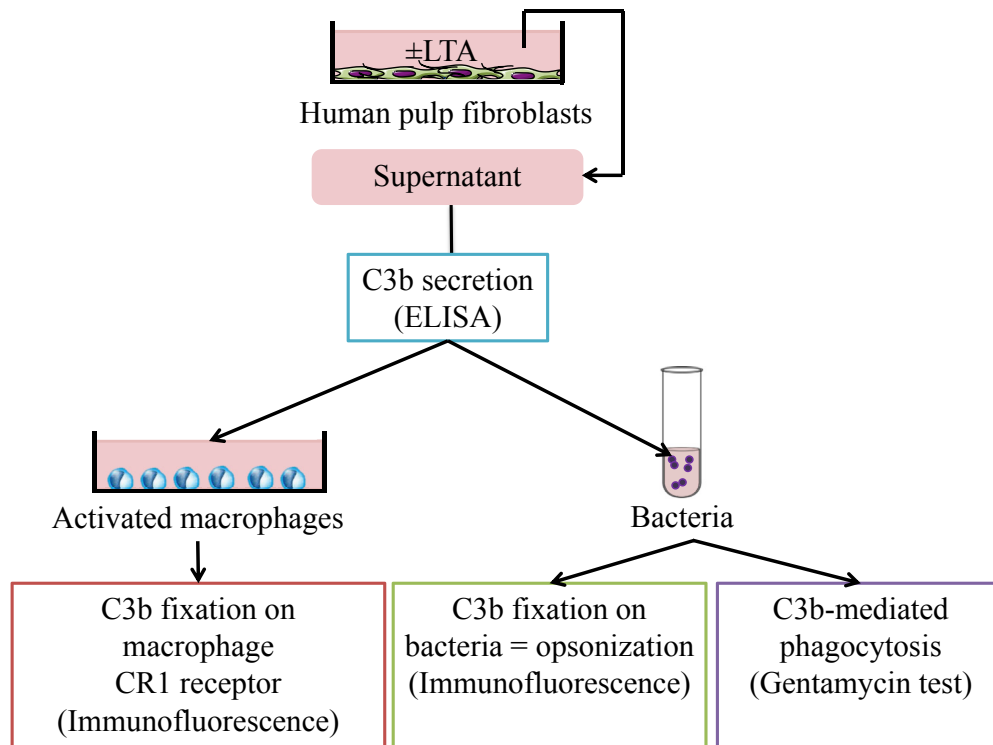 ±LTA
Human pulp fibroblasts
Supernatant
C3b secretion
(ELISA)
Activated macrophages
Bacteria
C3b fixation on
macrophage
CR1 receptor
(Immunofluorescence)
C3b fixation on
bacteria = opsonization
(Immunofluorescence)
C3b-mediated
phagocytosis
(Gentamycin test)